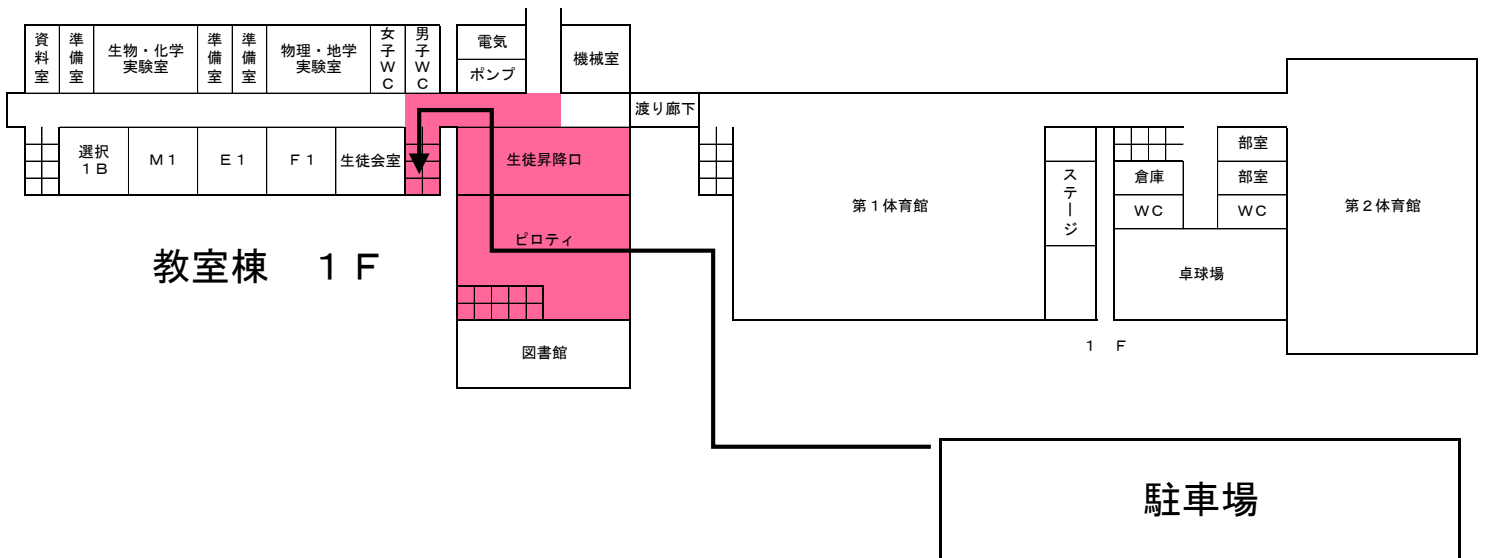 資料室
準備室
生物・化学
実験室
準備室
準備室
物理・地学
実験室
女子WC
男子WC
電気
ポンプ
機械室
渡り廊下
選択
1B
M1
E1
F1
生徒会室
生徒昇降口
ピロティ
図書館
教室棟　1F
第1体育館
ステージ
倉庫
WC
部室
部室
WC
卓球場
第2体育館
1　F
駐車場